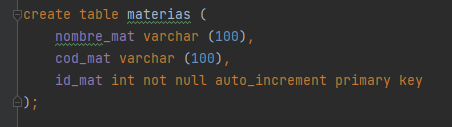 create table materias (
nombre_mat varchar (100),
cod_mat varchar (100),
id_mat int not null auto_increment primary key
);